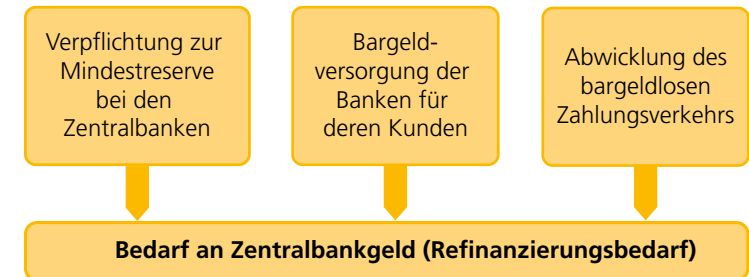 Verpflichtung zur
Mindestreserve
bei den
Zentralbanken
Bargeld-
versorgung der
Banken für
deren Kunden
Abwicklung des
bargeldlosen
Zahlungsverkehrs
Bedarf an Zentralbankgeld (Refinanzierungsbedarf)